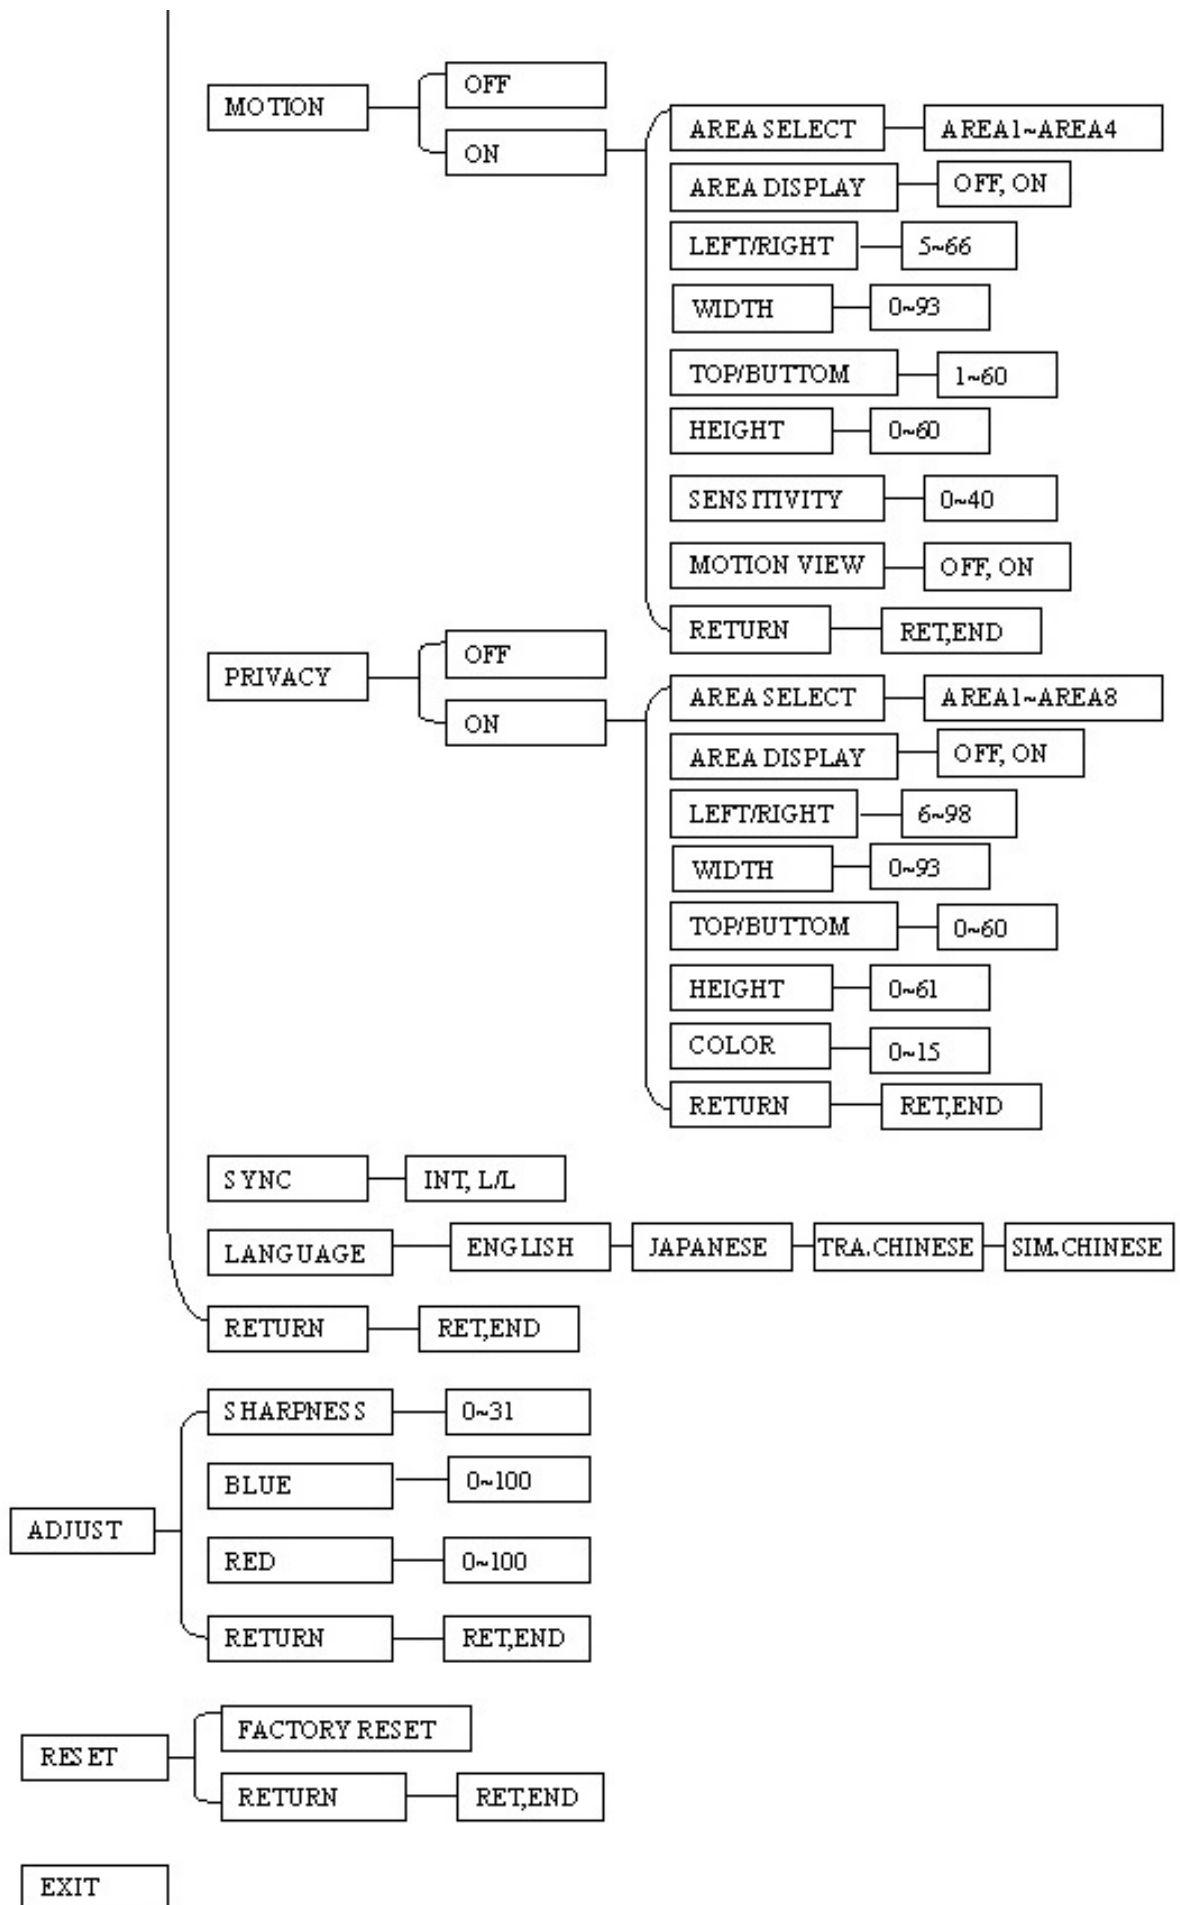 MOTION
OFF
ON
AREA SELECT
AREA1~AREA4
AREA DISPLAY
OFF, ON
LEFT/RIGHT
5~66
WIDTH
0~93
TOP/BUTTOM
1~60
HEIGHT
0~60
SENSITIVITY
0~40
MOTION VIEW
OFF, ON
RETURN
RET,END
PRIVACY
OFF
ON
AREA SELECT
AREA1~AREA8
AREA DISPLAY
OFF, ON
LEFT/RIGHT
6~98
WIDTH
0~93
TOP/BUTTOM
0~60
HEIGHT
0~61
COLOR
0~15
RETURN
RET,END
SYNC
INT, L/L
LANGUAGE
ENGLISH
JAPANESE
TRA.CHINESE
SIM.CHINESE
RETURN
RET,END
ADJUST
SHARPNESS
0~31
BLUE
0~100
RED
0~100
RETURN
RET,END
RESET
FACTORY RESET
RETURN
RET,END
EXIT